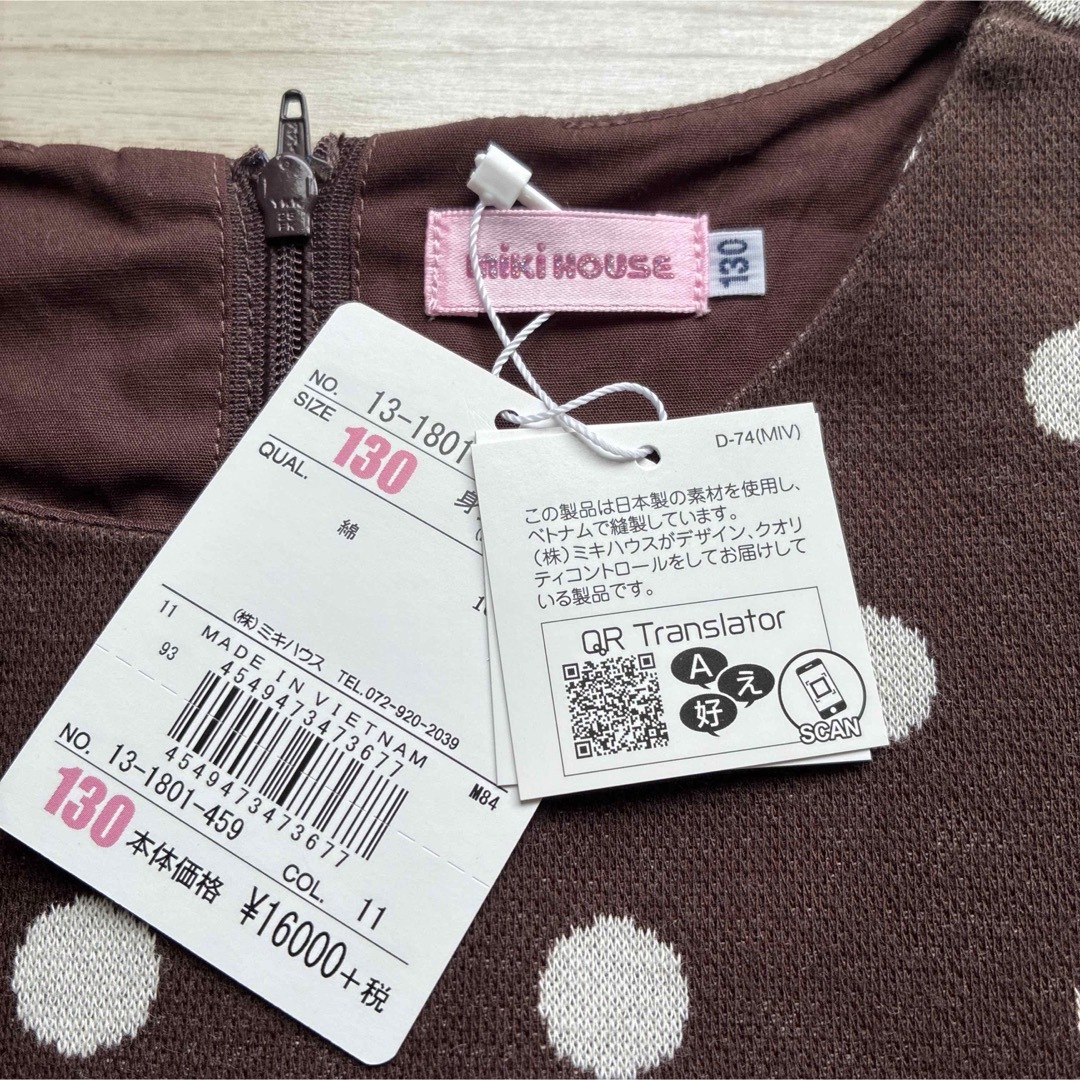 YKK
miki HOUSE
130
NO. 13-1801
SIZE 130
QUAL.
身
綿
11
93
(株)ミキハウス TEL.072-920-2039
MADE IN VIETNAM
4549473473677
4549473473677
M84
NO. 13-1801-459
COL. 11
130 本体価格 ¥16000+税
D-74(MIV)
この製品は日本製の素材を使用し、
ベトナムで縫製しています。
(株)ミキハウスがデザイン、クオリ
ティコントロールをしてお届けして
いる製品です。
QR Translator
A
え
好
SCAN